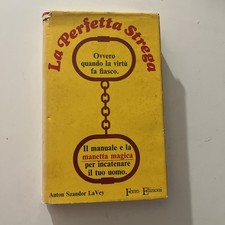 La Perfetta Strega
Ovvero
quando la virtù
fa fiasco.
Il manuale e la
manetta magica
per incatenare
il tuo uomo.
Anton Szandor LaVey
Ferro Edizioni